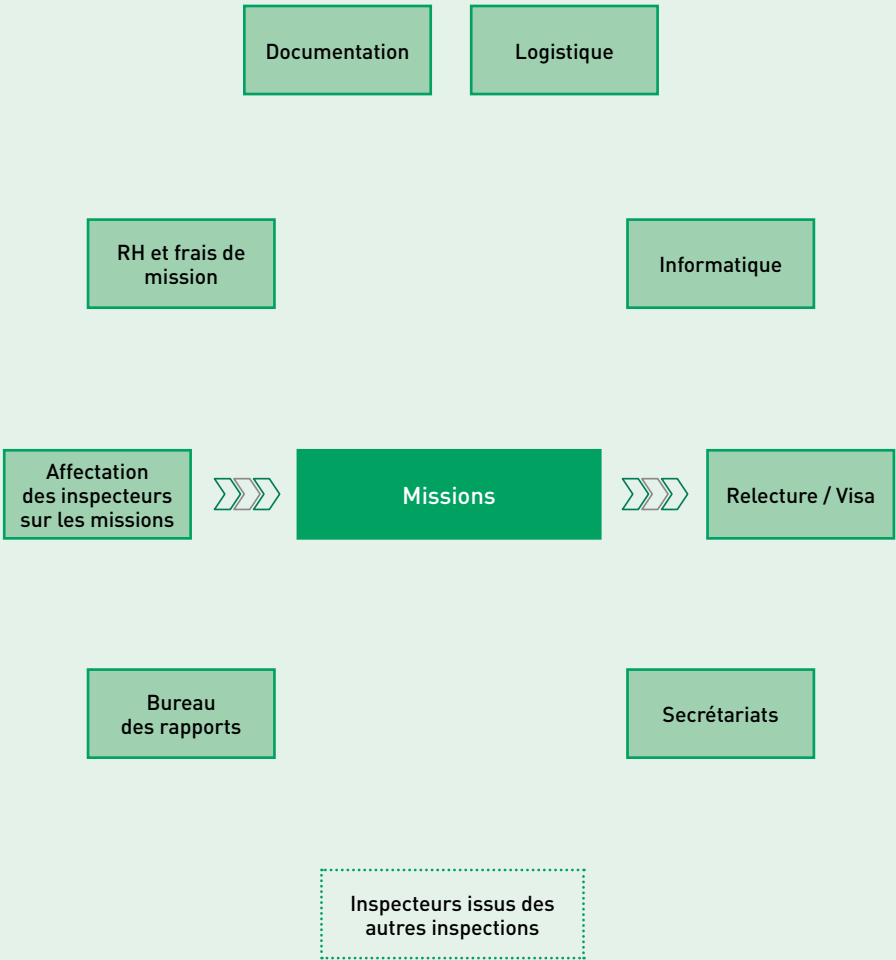 Documentation
Logistique
RH et frais de
mission
Informatique
Affectation
des inspecteurs
sur les missions
Missions
Relecture / Visa
Bureau
des rapports
Secrétariats
Inspecteurs issus des
autres inspections